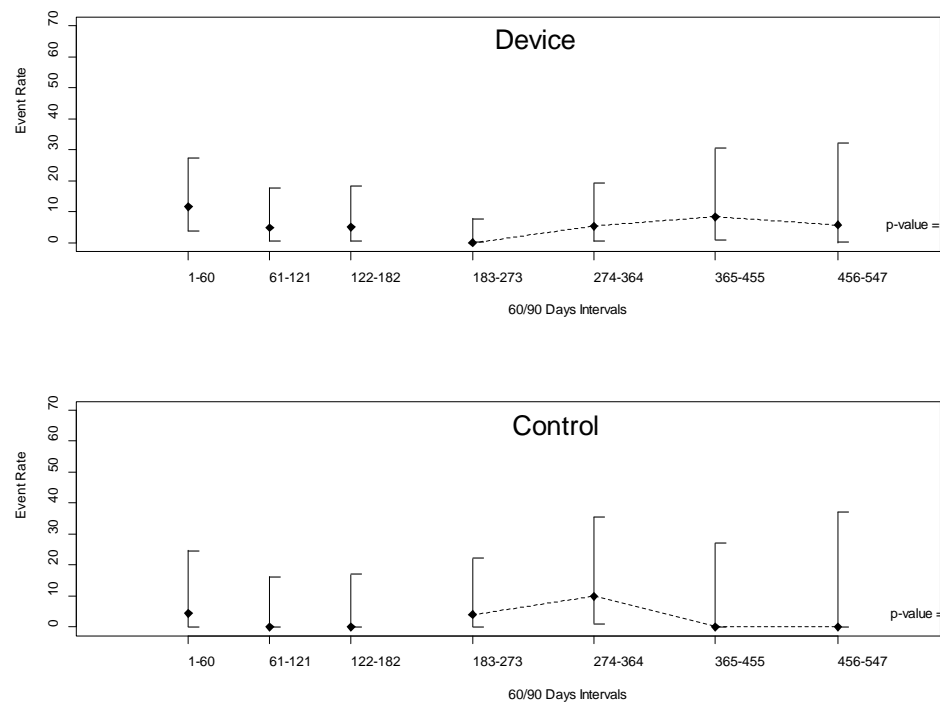 Device
Event Rate
70
60
50
40
30
20
10
0
p-value =
1-60 61-121 122-182 183-273 274-364 365-455 456-547
60/90 Days Intervals
Control
Event Rate
70
60
50
40
30
20
10
0
p-value =
1-60 61-121 122-182 183-273 274-364 365-455 456-547
60/90 Days Intervals